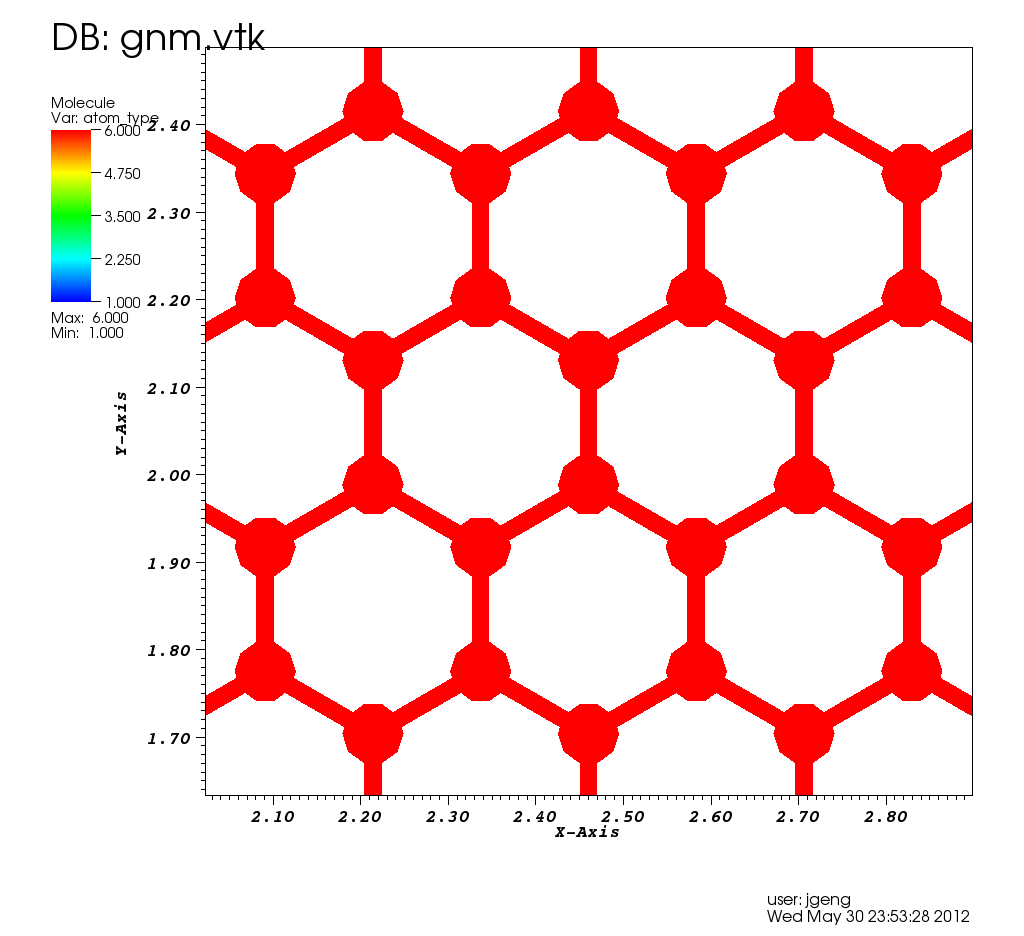 DB: gnm.vtk
Molecule
Var: atom_type
6.000
4.750
3.500
2.250
1.000
Max: 6.000
Min: 1.000
2.40
2.30
2.20
2.10
2.00
1.90
1.80
1.70
Y-Axis
2.10 2.20 2.30 2.40 2.50 2.60 2.70 2.80
X-Axis
user: jgeng
Wed May 30 23:53:28 2012